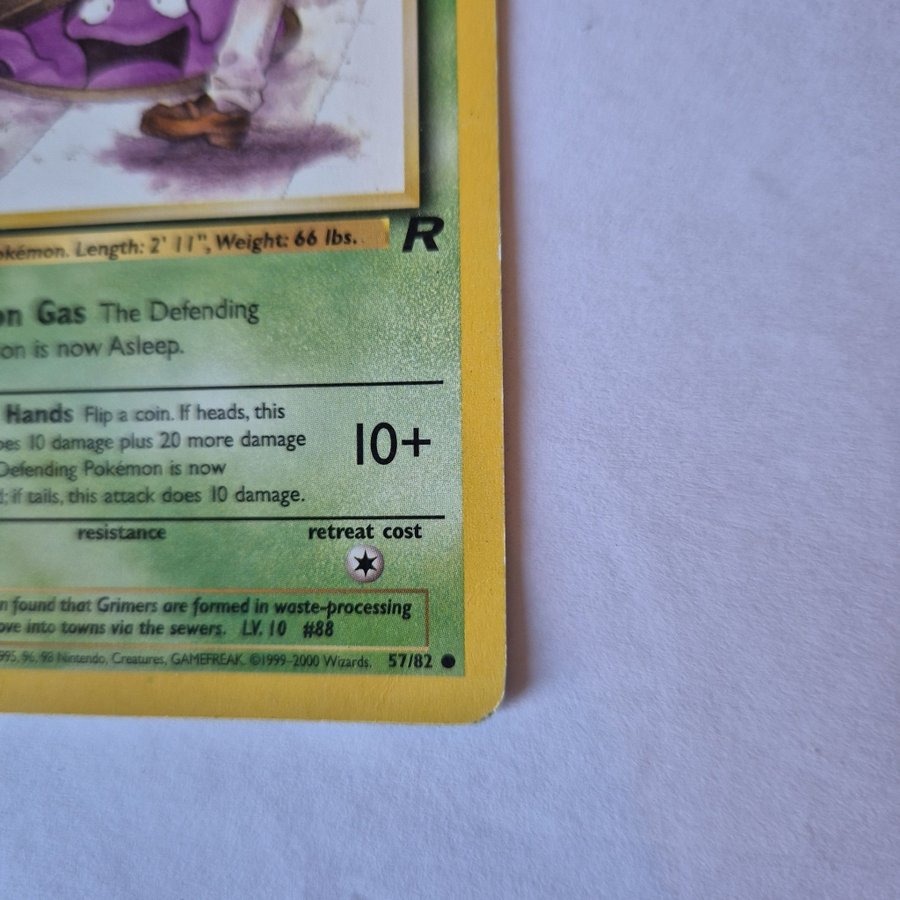 okémon. Length: 2' 11", Weight: 66 lbs.
R
on Gas The Defending
on is now Asleep.
Hands Flip a coin. If heads, this
oes 10 damage plus 20 more damage
10+
Defending Pokémon is now
; if tails, this attack does 10 damage.
resistance retreat cost
n found that Grimers are formed in waste-processing
ove into towns via the sewers. LV. 10 #88
995, 96, 98 Nintendo, Creatures, GAMEFREAK. ©1999-2000 Wizards. 57/82